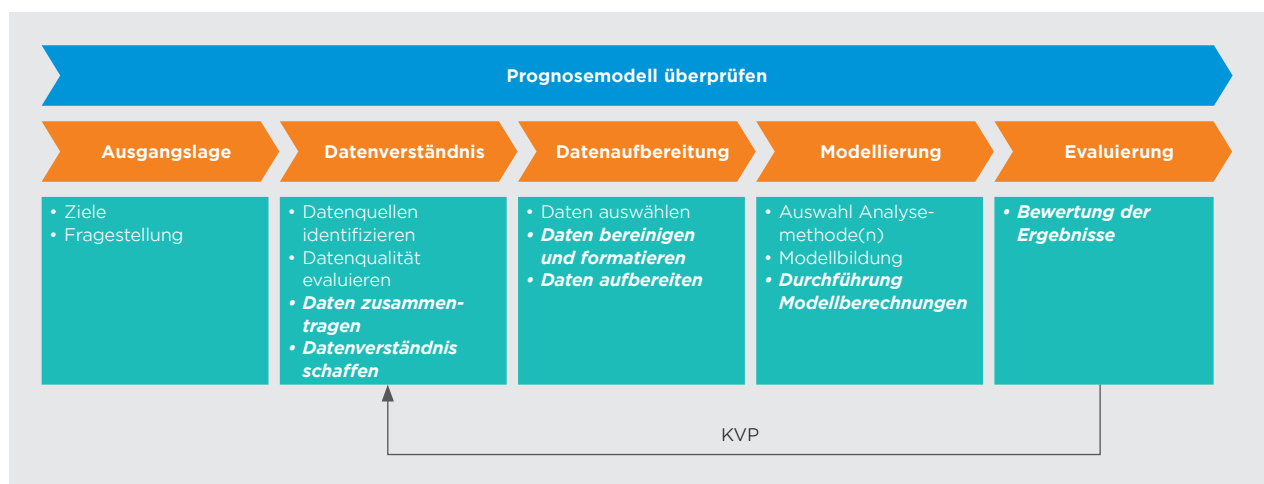 Prognosemodell überprüfen
Ausgangslage
Datenverständnis
Datenaufbereitung
Modellierung
Evaluierung
• Ziele
• Fragestellung
• Datenquellen
identifizieren
• Datenqualität
evaluieren
• Daten zusammen-
tragen
• Datenverständnis
schaffen
• Daten auswählen
• Daten bereinigen
und formatieren
• Daten aufbereiten
• Auswahl Analyse-
methode(n)
• Modellbildung
• Durchführung
Modellberechnungen
• Bewertung der
Ergebnisse
KVP